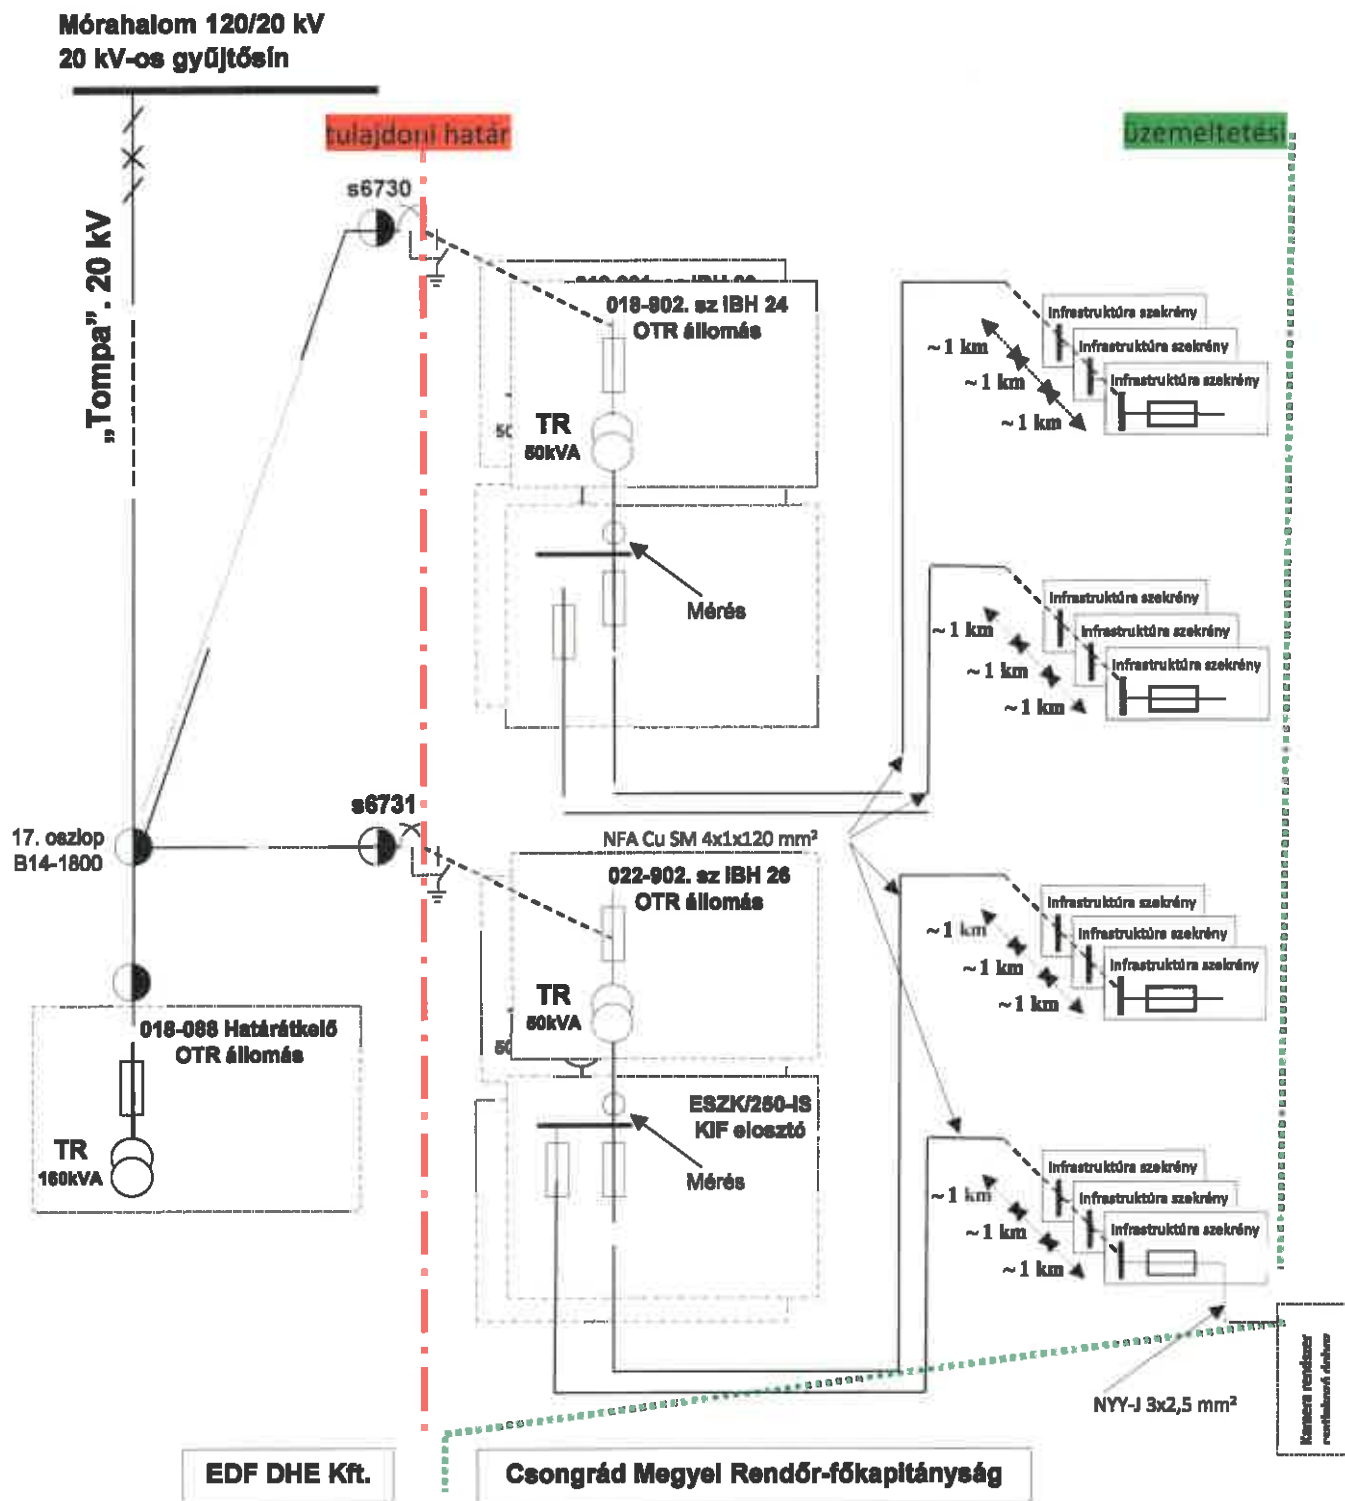 Mórahalom 120/20 kV
20 kV-os gyűjtősín
tulajdoni határ
üzemeltetési
s6730
„Tompa”. 20 kV
018-802. sz IBH 24
OTR állomás
TR
50kVA
50
Mérés
Infrastruktúra szekrény
Infrastruktúra szekrény
Infrastruktúra szekrény
~ 1 km
~ 1 km
~ 1 km
Infrastruktúra szekrény
Infrastruktúra szekrény
Infrastruktúra szekrény
~ 1 km
~ 1 km
~ 1 km
s6731
17. oszlop
B14-1800
NFA Cu SM 4x1x120 mm²
022-902. sz IBH 26
OTR állomás
TR
50kVA
50
ESZK/250-IS
KIF elosztó
Mérés
Infrastruktúra szekrény
Infrastruktúra szekrény
Infrastruktúra szekrény
~ 1 km
~ 1 km
~ 1 km
018-088 Határátkelő
OTR állomás
TR
160kVA
Infrastruktúra szekrény
Infrastruktúra szekrény
Infrastruktúra szekrény
~ 1 km
~ 1 km
~ 1 km
NYY-J 3x2,5 mm²
Kamera rendszer
EDF DHE Kft.
Csongrád Megyei Rendőr-főkapitányság